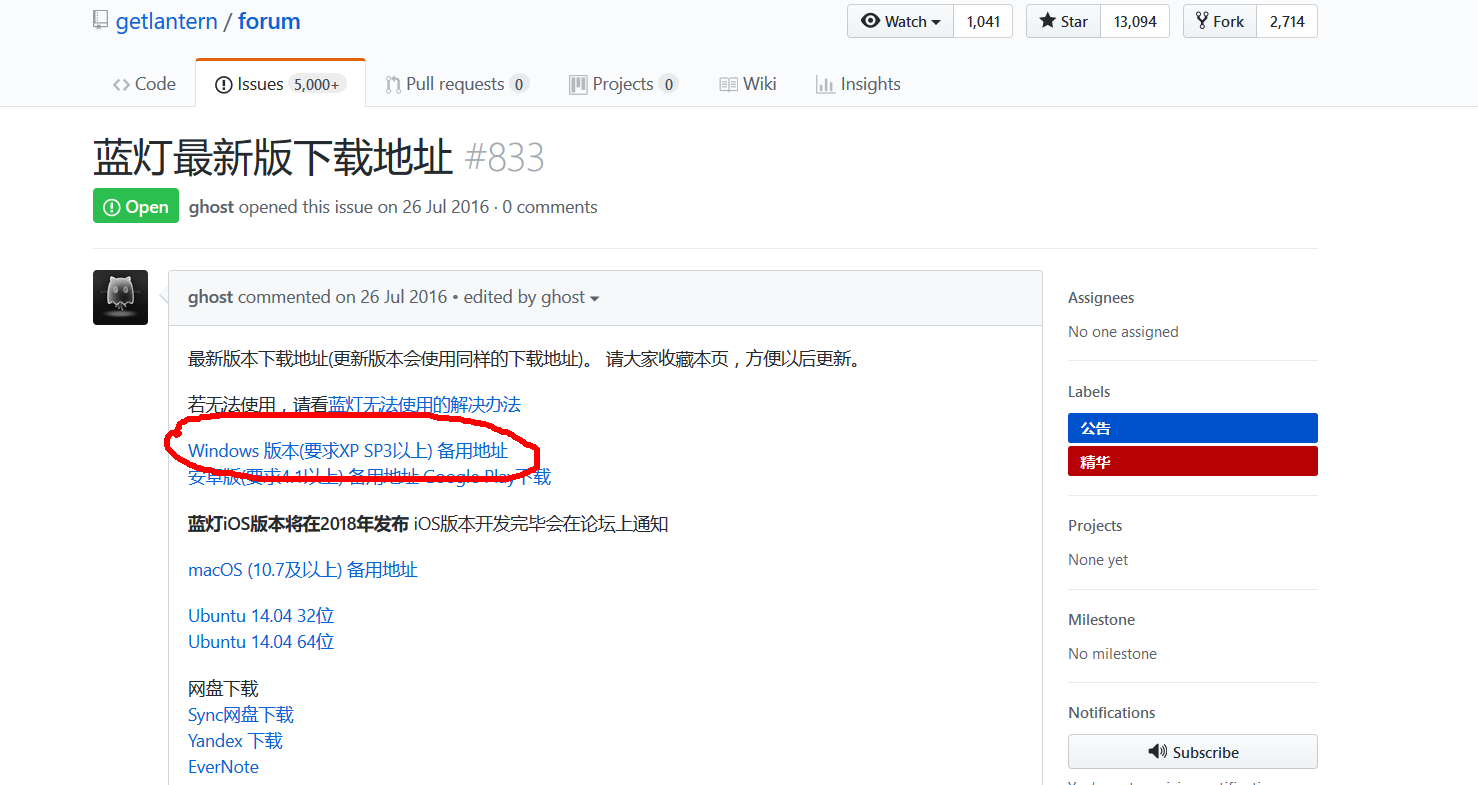 getlantern / forum
Watch 1,041 Star 13,094 Fork 2,714
Code Issues 5,000+ Pull requests 0 Projects 0 Wiki Insights
蓝灯最新版下载地址 #833
Open ghost opened this issue on 26 Jul 2016 · 0 comments
ghost commented on 26 Jul 2016 • edited by ghost
最新版本下载地址(更新版本会使用同样的下载地址)。 请大家收藏本页，方便以后更新。
若无法使用，请看蓝灯无法使用的解决办法
Windows 版本(要求XP SP3以上) 备用地址
安卓版(要求4.1以上) 备用地址 Google Play下载
蓝灯iOS版本将在2018年发布 iOS版本开发完毕会在论坛上通知
macOS (10.7及以上) 备用地址
Ubuntu 14.04 32位
Ubuntu 14.04 64位
网盘下载
Sync网盘下载
Yandex 下载
EverNote
Assignees
No one assigned
Labels
公告
精华
Projects
None yet
Milestone
No milestone
Notifications
Subscribe